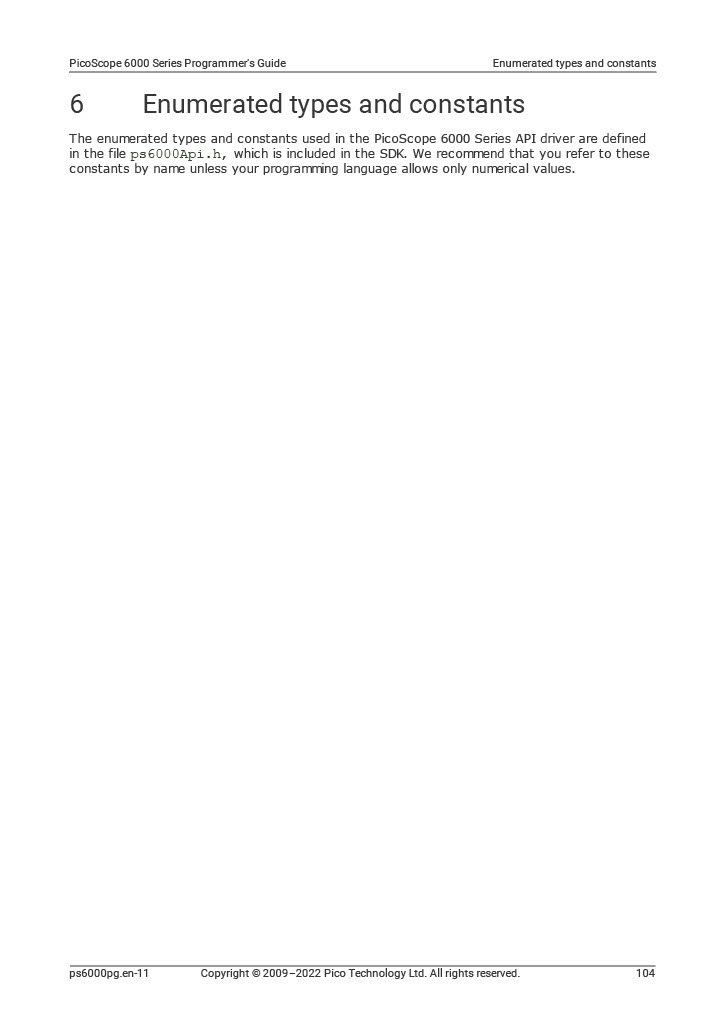 PicoScope 6000 Series Programmer's Guide Enumerated types and constants
6 Enumerated types and constants
The enumerated types and constants used in the PicoScope 6000 Series API driver are defined
in the file ps6000Api.h, which is included in the SDK. We recommend that you refer to these
constants by name unless your programming language allows only numerical values.
ps6000pg.en-11 Copyright © 2009–2022 Pico Technology Ltd. All rights reserved. 104